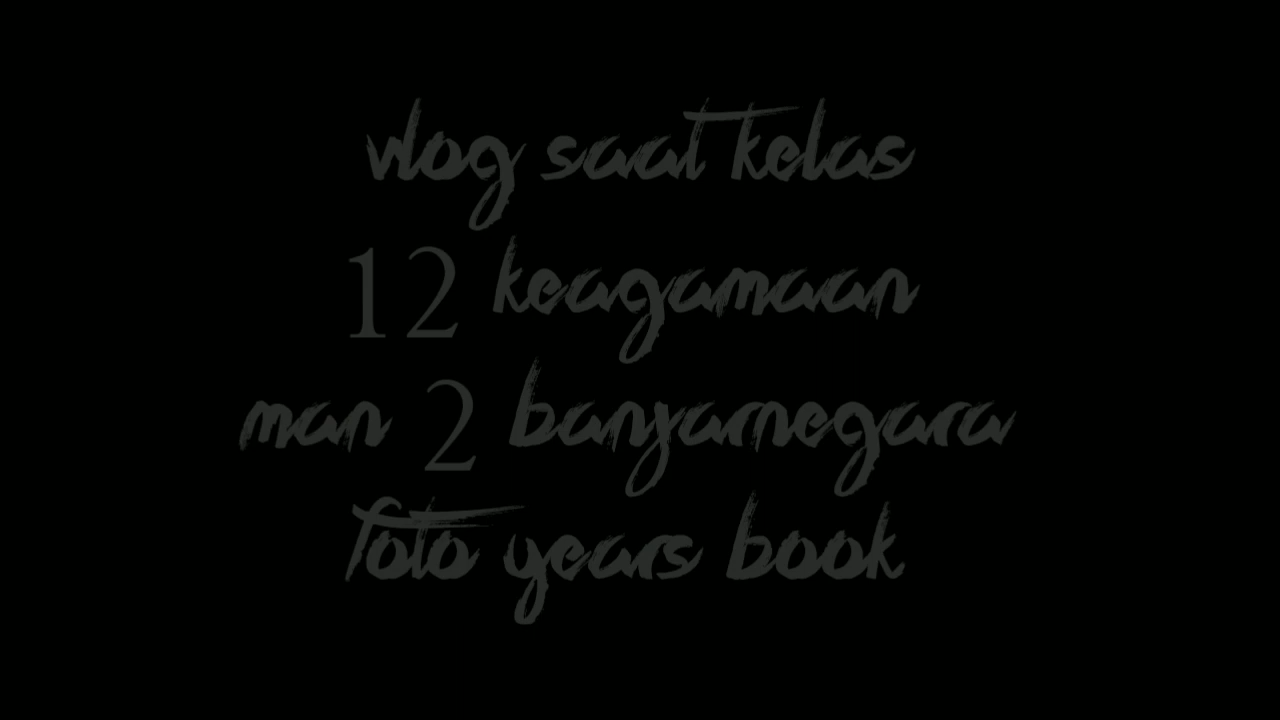 vlog saat kelas
12 keagamaan
man 2 banjarnegara
foto years book